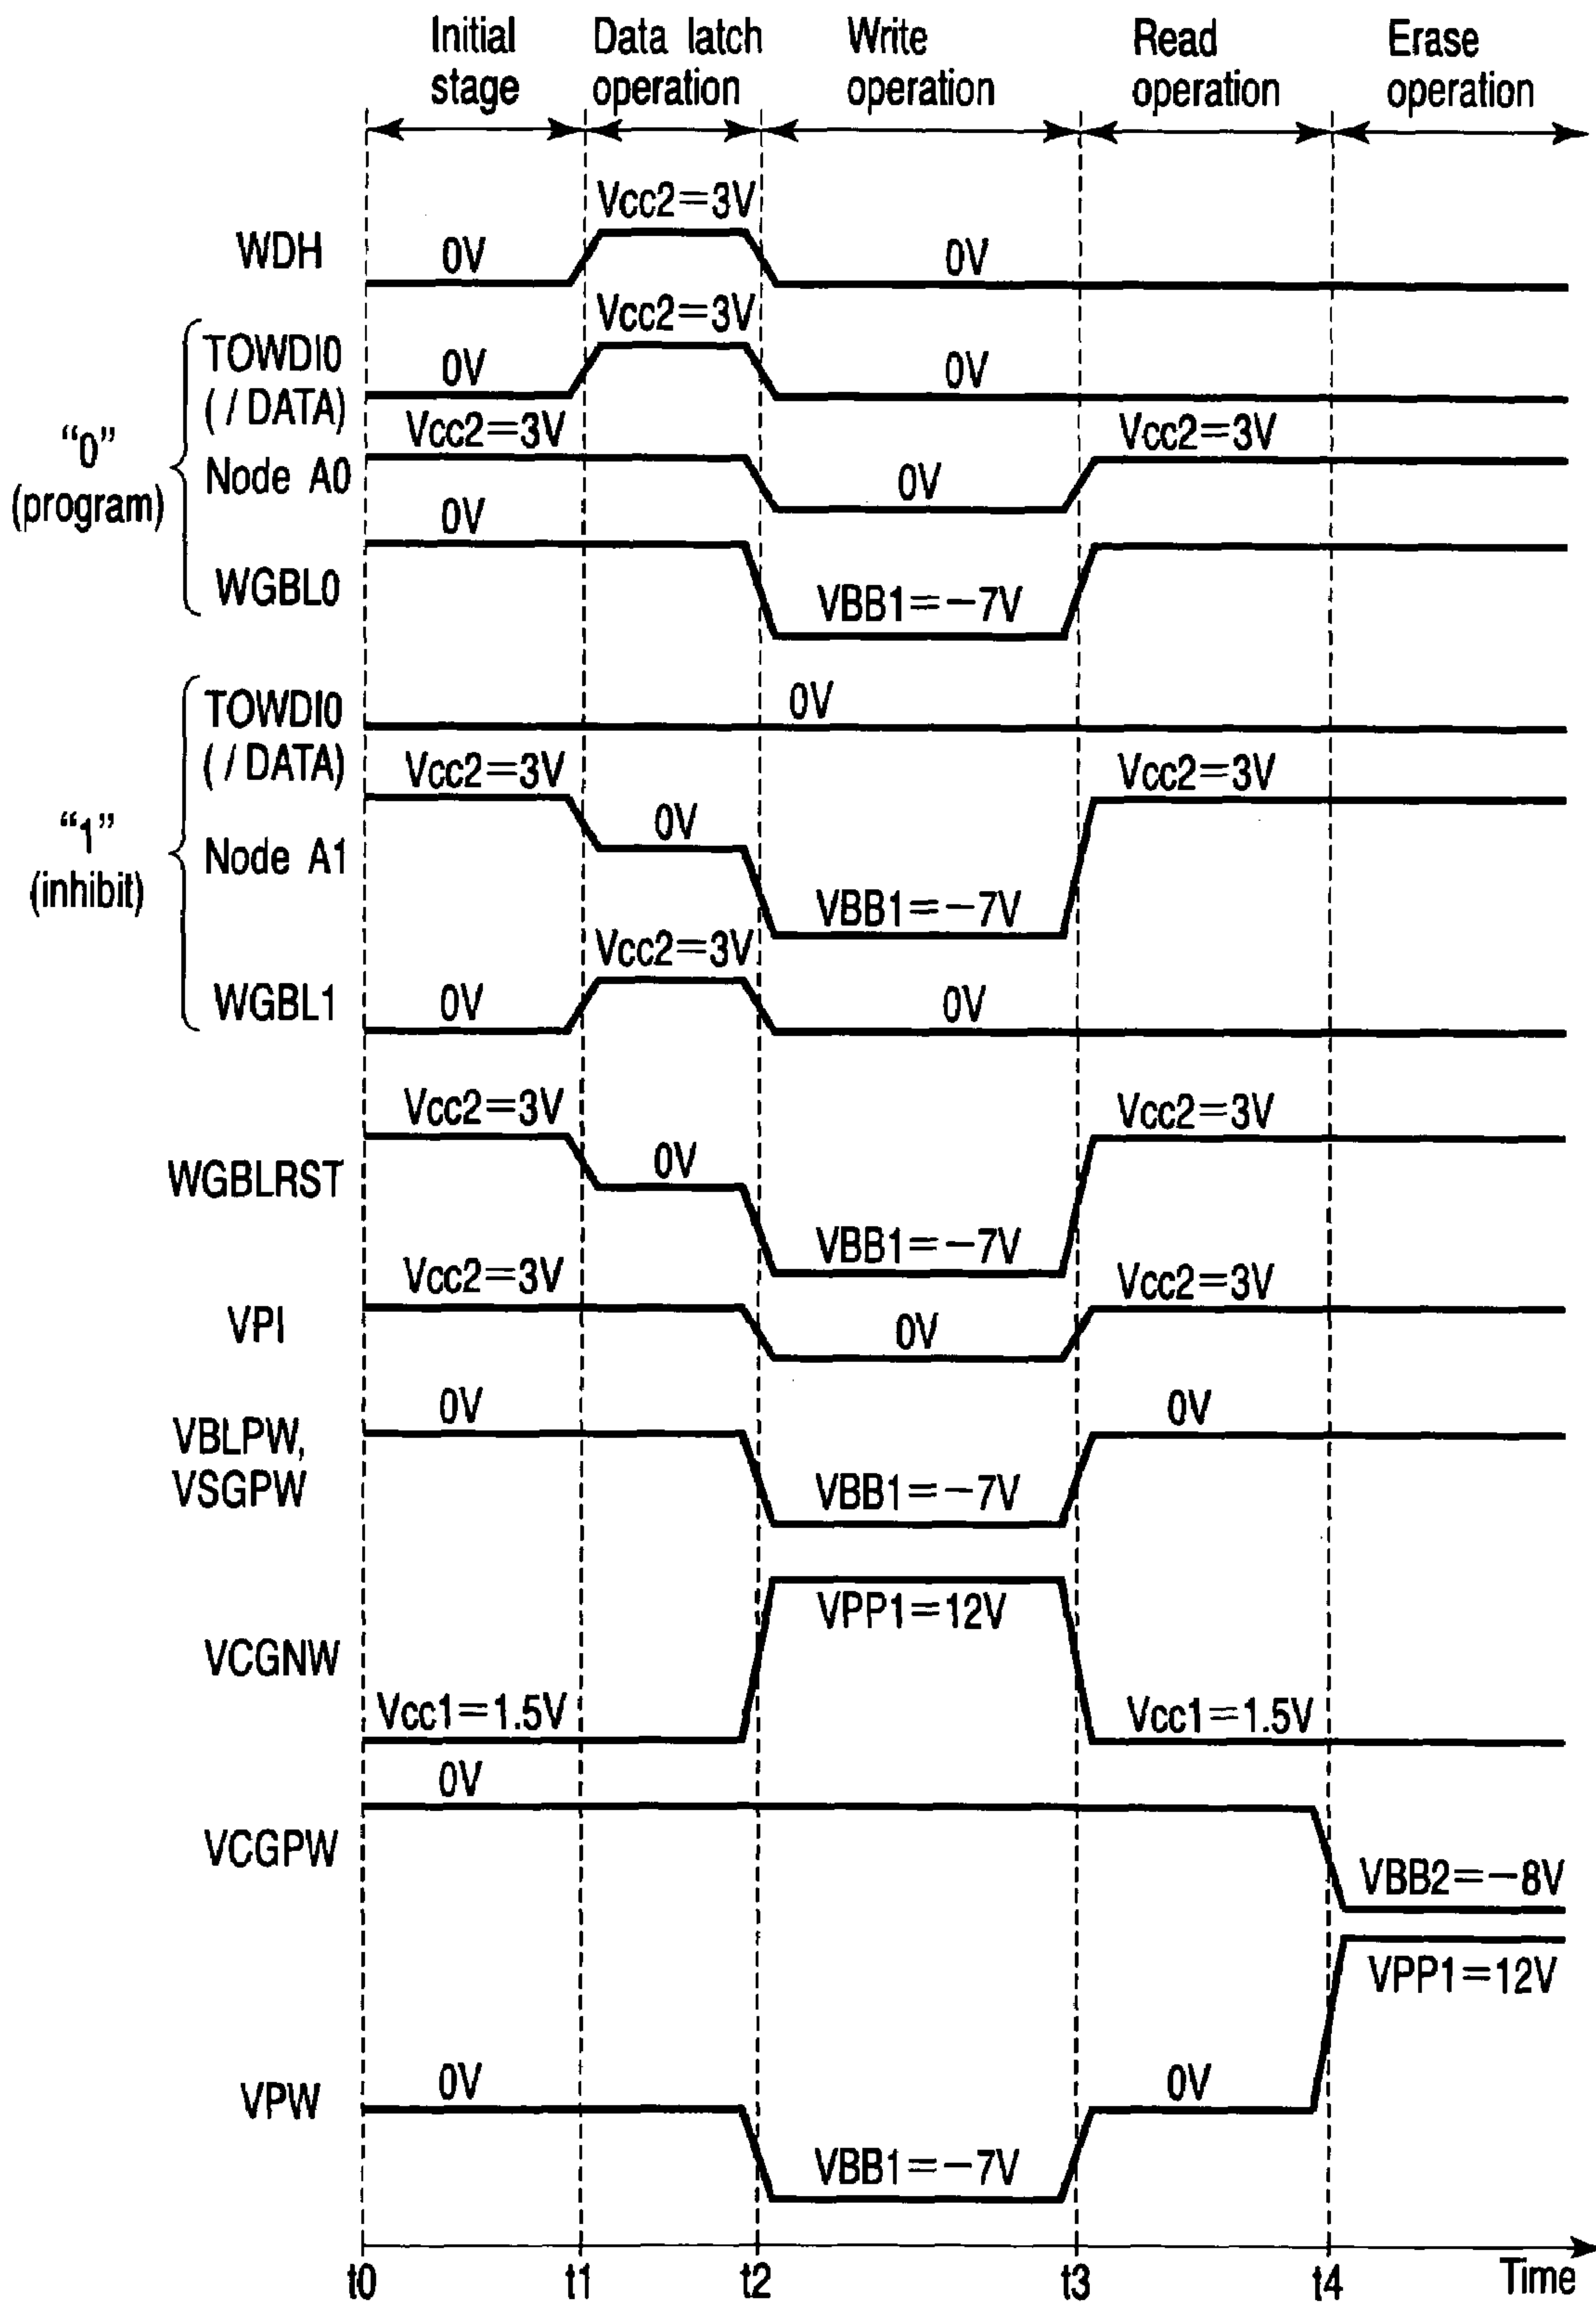 Initial stage
Data latch operation
Write operation
Read operation
Erase operation
Vcc2=3V
WDH
0V
0V
Vcc2=3V
TOWDI0
(/DATA)
0V
0V
"0"
(program)
Vcc2=3V
Vcc2=3V
Node A0
0V
0V
WGBL0
VBB1=−7V
TOWDI0
(/DATA)
0V
"1"
(inhibit)
Vcc2=3V
Vcc2=3V
Node A1
0V
VBB1=−7V
Vcc2=3V
WGBL1
0V
0V
Vcc2=3V
Vcc2=3V
WGBLRST
0V
VBB1=−7V
Vcc2=3V
Vcc2=3V
VPI
0V
0V
0V
VBLPW,
VSGPW
VBB1=−7V
VPP1=12V
VCGNW
Vcc1=1.5V
Vcc1=1.5V
0V
VCGPW
VBB2=−8V
VPP1=12V
VPW
0V
0V
VBB1=−7V
t0
t1
t2
t3
t4
Time